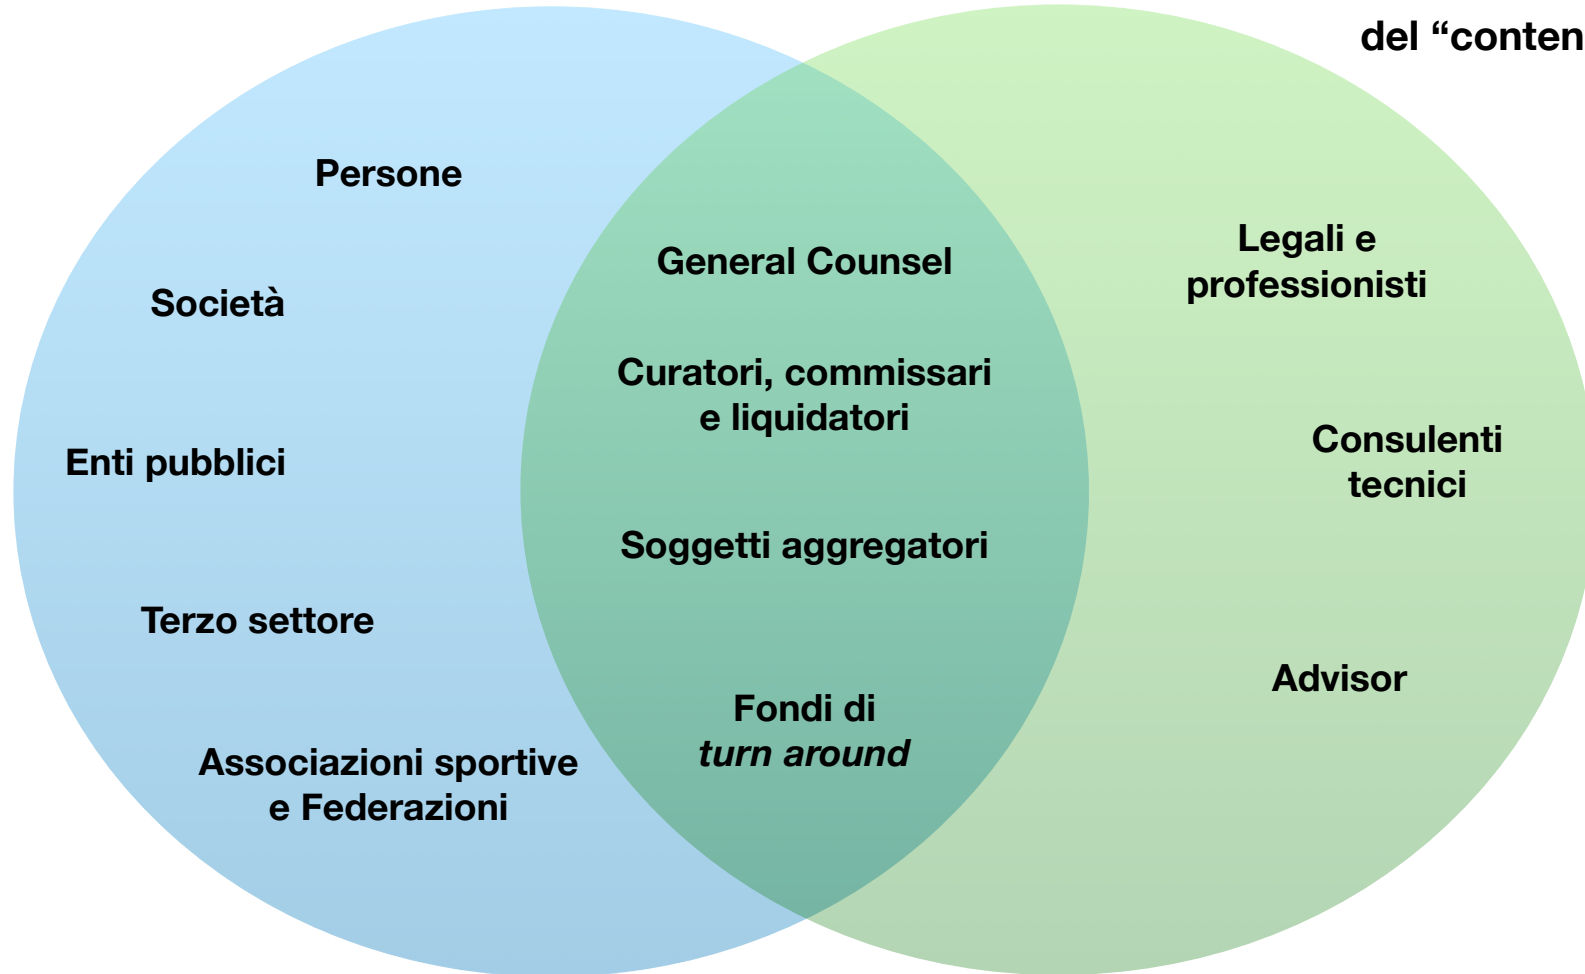 del “conten
Persone
Società
Enti pubblici
Terzo settore
Associazioni sportive
e Federazioni
General Counsel
Curatori, commissari
e liquidatori
Soggetti aggregatori
Fondi di
turn around
Legali e
professionisti
Consulenti
tecnici
Advisor